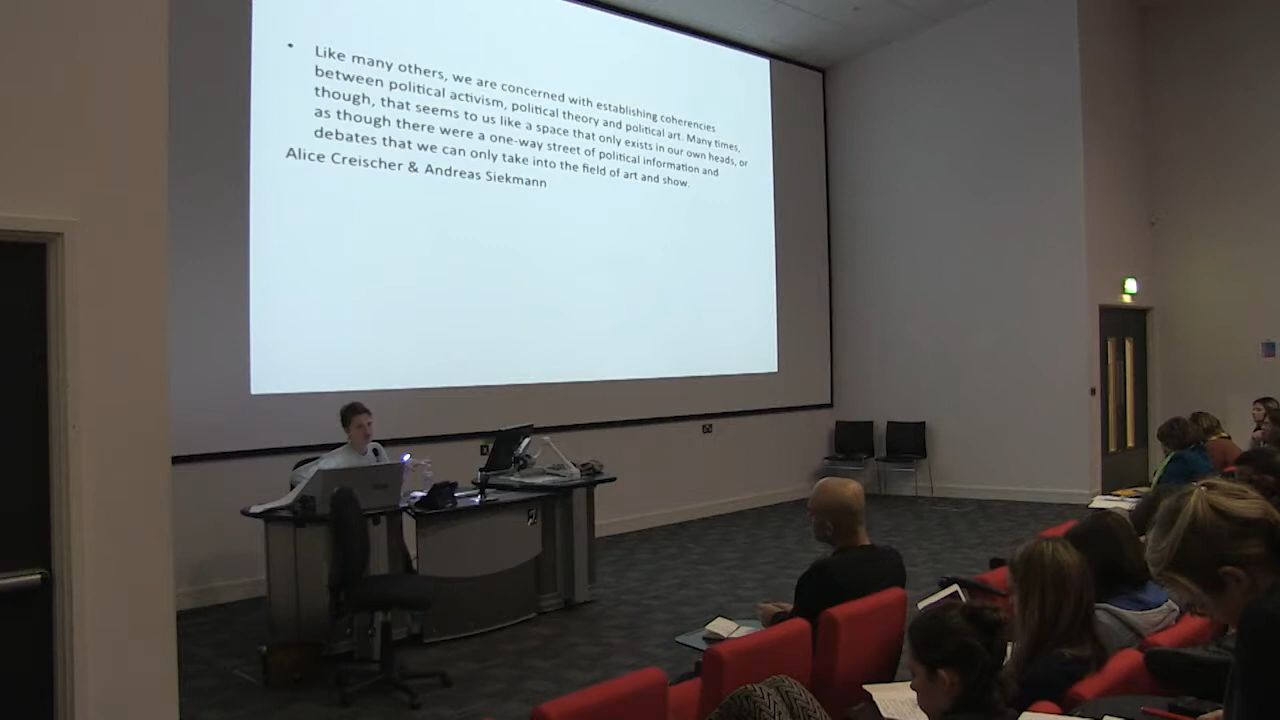 • Like many others, we are concerned with establishing coherencies
between political activism, political theory and political art. Many times,
though, that seems to us like a space that only exists in our own heads, or
as though there were a one-way street of political information and
debates that we can only take into the field of art and show.
Alice Creischer & Andreas Siekmann